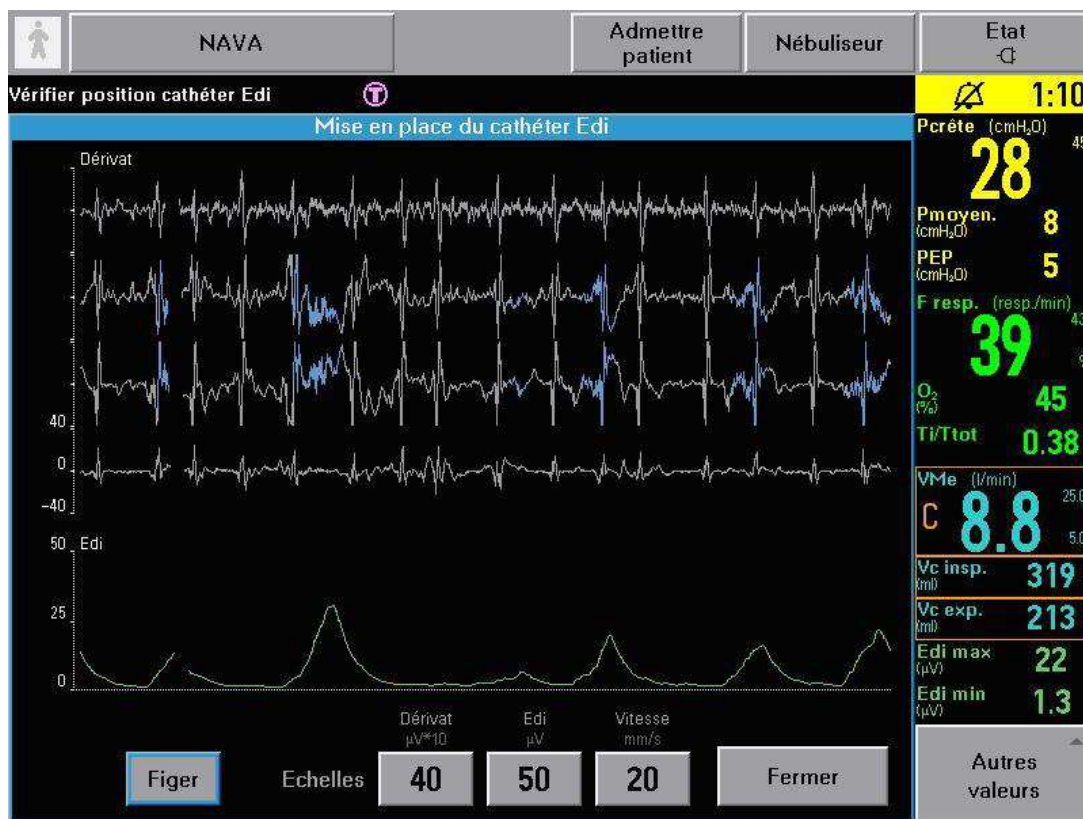 NAVA
Admettre
patient
Nébuliseur
Etat
Vérifier position cathéter Edi
T
1:10
Mise en place du cathéter Edi
Dérivat
40
0
-40
50 Edi
25
0
Dérivat Edi Vitesse
µV*10 µV mm/s
Figer Echelles 40 50 20 Fermer
Pcrête (cmH₂O)
45
28
Pmoyen.
(cmH₂O) 8
PEP
(cmH₂O) 5
F resp. (resp./min)
39
O₂
(%) 45
Ti/Ttot 0.38
VMe (l/min)
25.0
C 8.8
5.0
Vc insp.
(ml) 319
Vc exp.
(ml) 213
Edi max
(µV) 22
Edi min
(µV) 1.3
Autres
valeurs